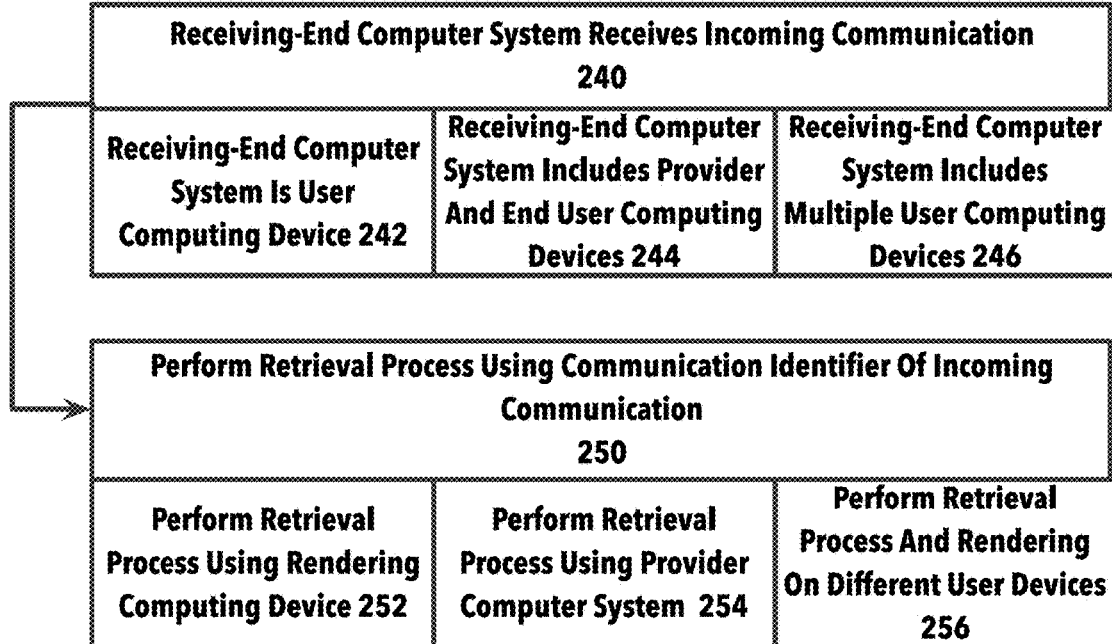 Receiving-End Computer System Receives Incoming Communication
240
Receiving-End Computer
System Is User
Computing Device 242
Receiving-End Computer
System Includes Provider
And End User Computing
Devices 244
Receiving-End Computer
System Includes
Multiple User Computing
Devices 246
Perform Retrieval Process Using Communication Identifier Of Incoming
Communication
250
Perform Retrieval
Process Using Rendering
Computing Device 252
Perform Retrieval
Process Using Provider
Computer System 254
Perform Retrieval
Process And Rendering
On Different User Devices
256